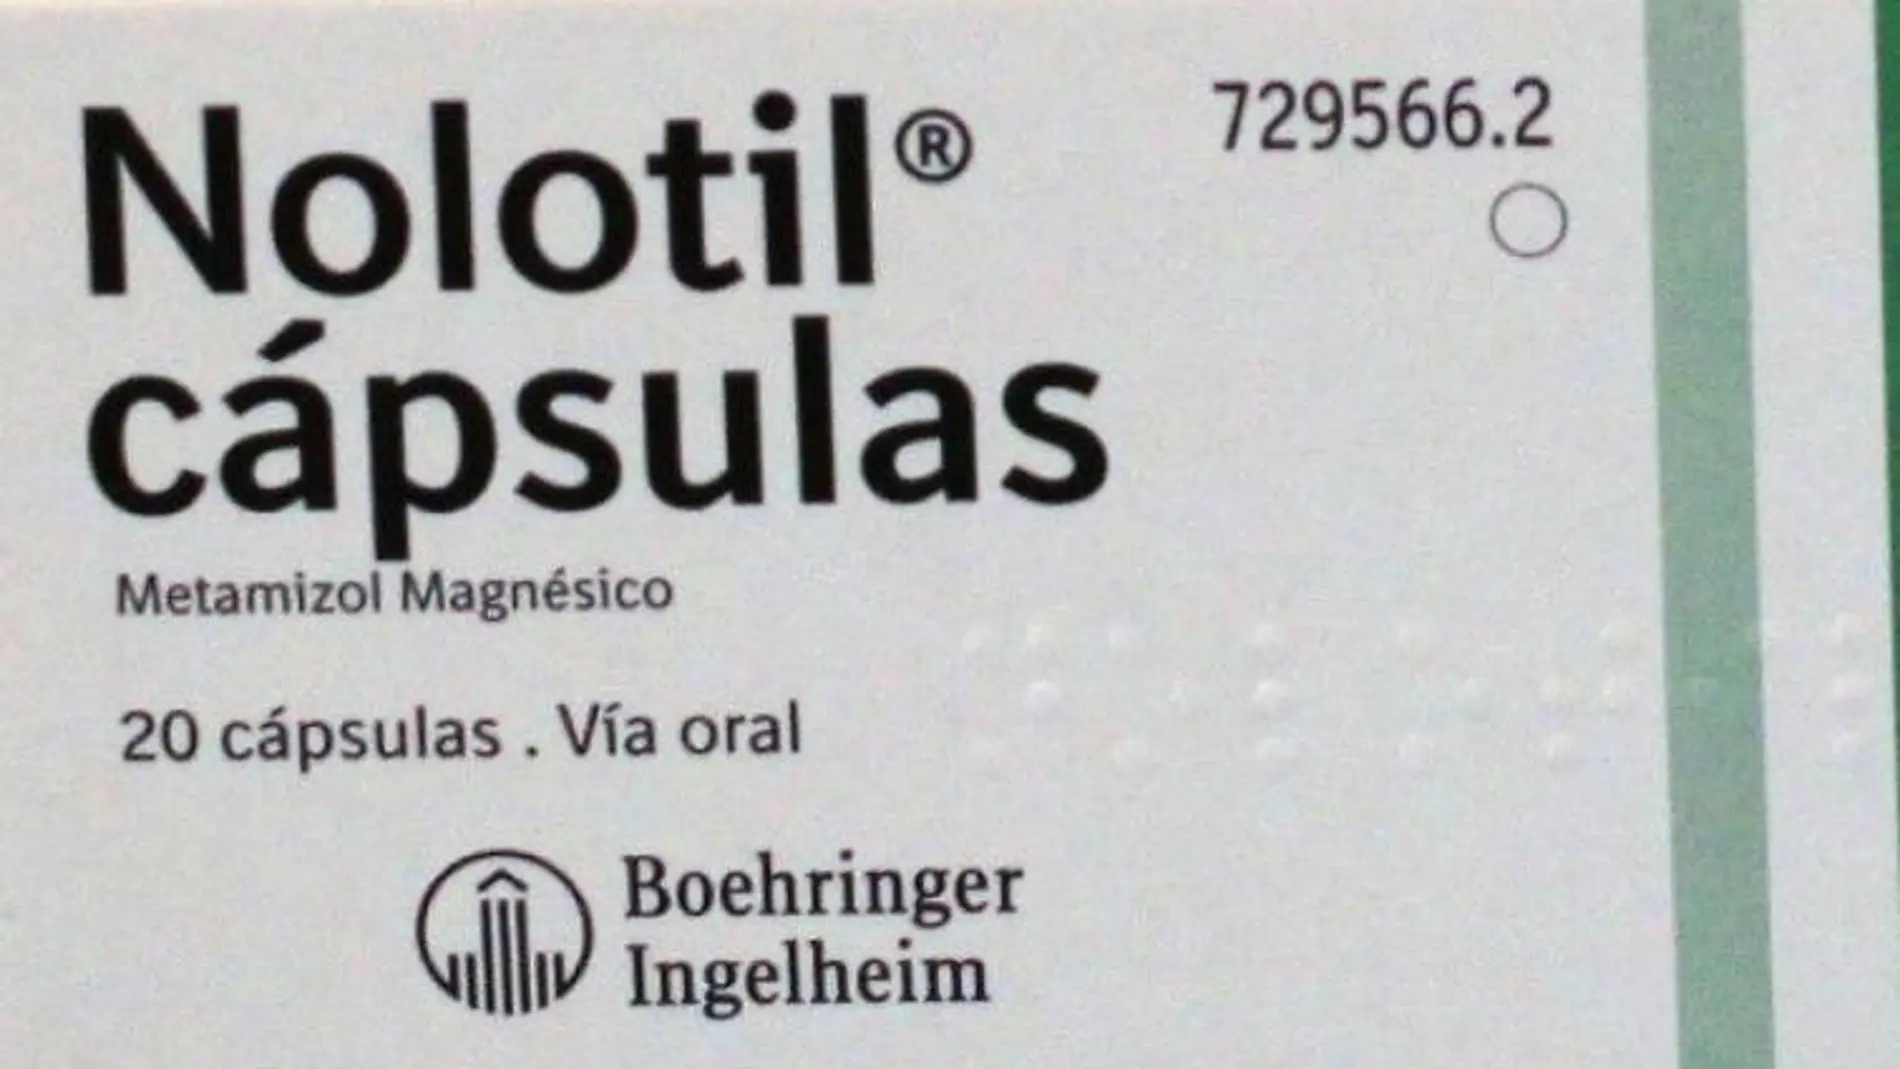 Nolotil®
729566.2
cápsulas
Metamizol Magnésico
20 cápsulas . Vía oral
Boehringer
Ingelheim